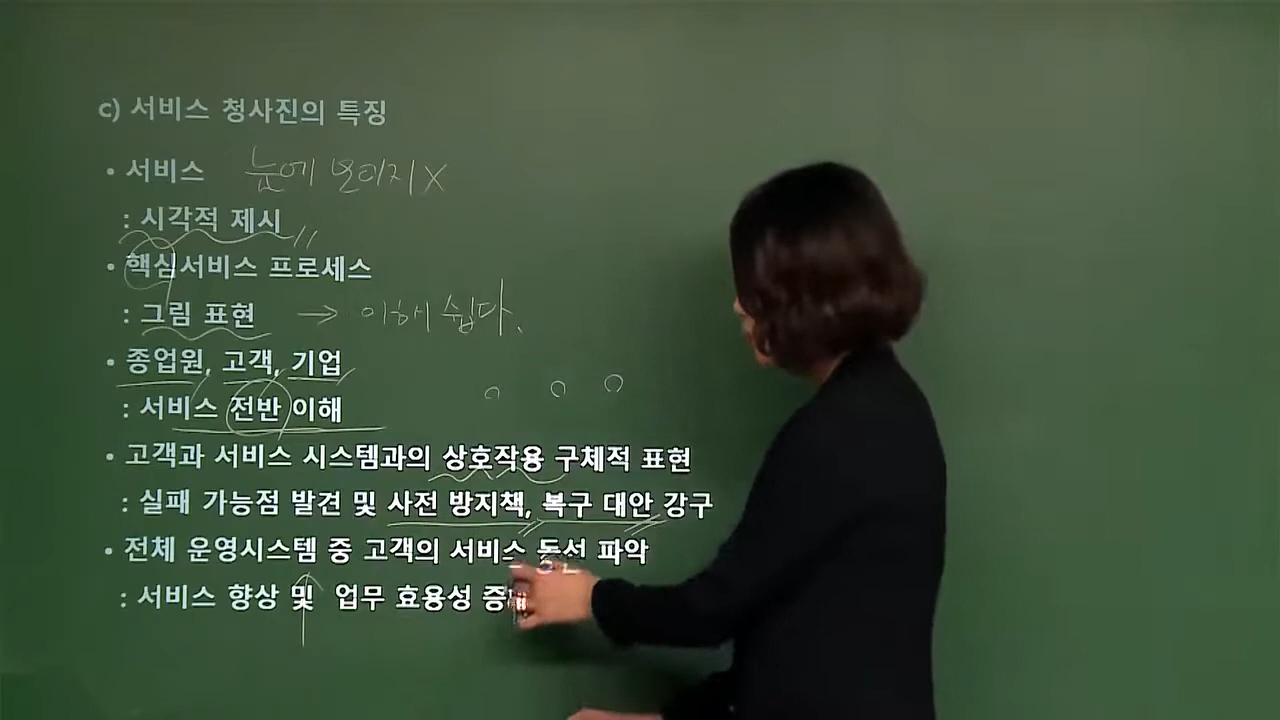 c) 서비스 청사진의 특징
• 서비스 눈에 보이지 X
: 시각적 제시
• 핵심서비스 프로세스
: 그림 표현 → 이해 쉽다.
• 종업원, 고객, 기업
: 서비스 전반 이해
• 고객과 서비스 시스템과의 상호작용 구체적 표현
: 실패 가능점 발견 및 사전 방지책, 복구 대안 강구
• 전체 운영시스템 중 고객의 서비스 동선 파악
: 서비스 향상 및 업무 효용성